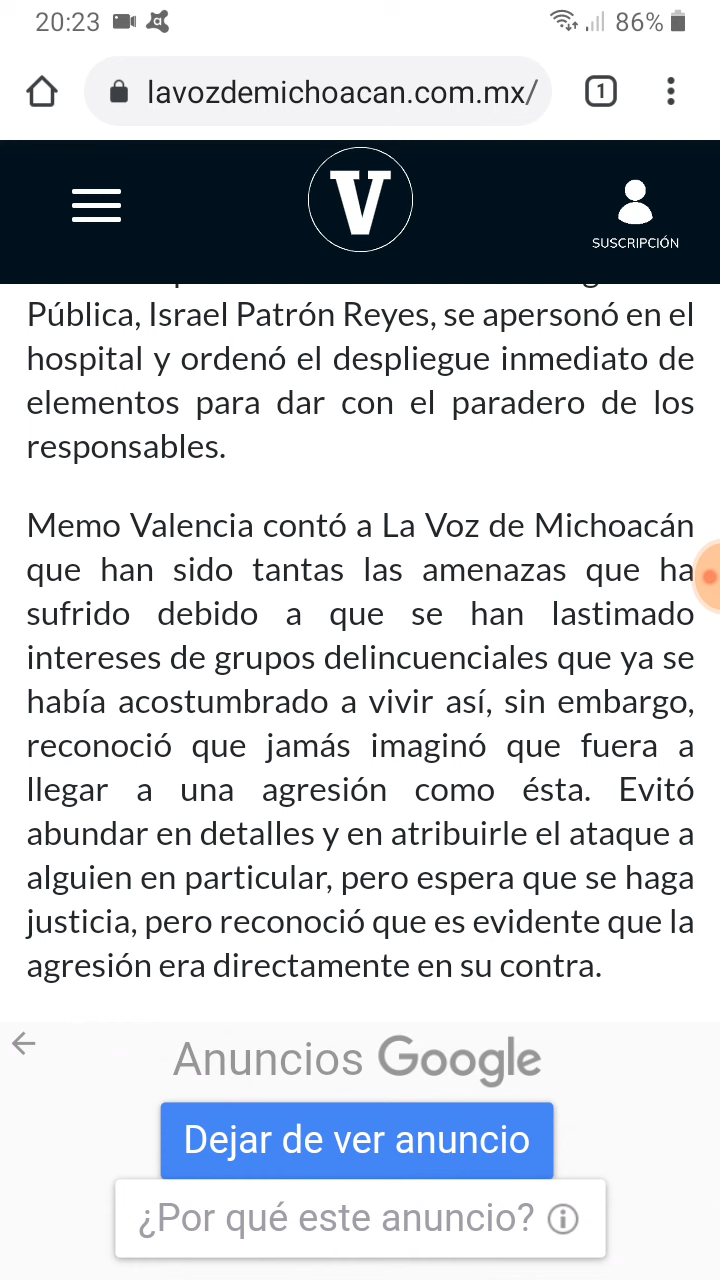 20:23 86%
lavozdemichoacan.com.mx/ 1
V
SUSCRIPCIÓN
Pública, Israel Patrón Reyes, se apersonó en el
hospital y ordenó el despliegue inmediato de
elementos para dar con el paradero de los
responsables.
Memo Valencia contó a La Voz de Michoacán
que han sido tantas las amenazas que ha
sufrido debido a que se han lastimado
intereses de grupos delincuenciales que ya se
había acostumbrado a vivir así, sin embargo,
reconoció que jamás imaginó que fuera a
llegar a una agresión como ésta. Evitó
abundar en detalles y en atribuirle el ataque a
alguien en particular, pero espera que se haga
justicia, pero reconoció que es evidente que la
agresión era directamente en su contra.
Anuncios Google
Dejar de ver anuncio
¿Por qué este anuncio?